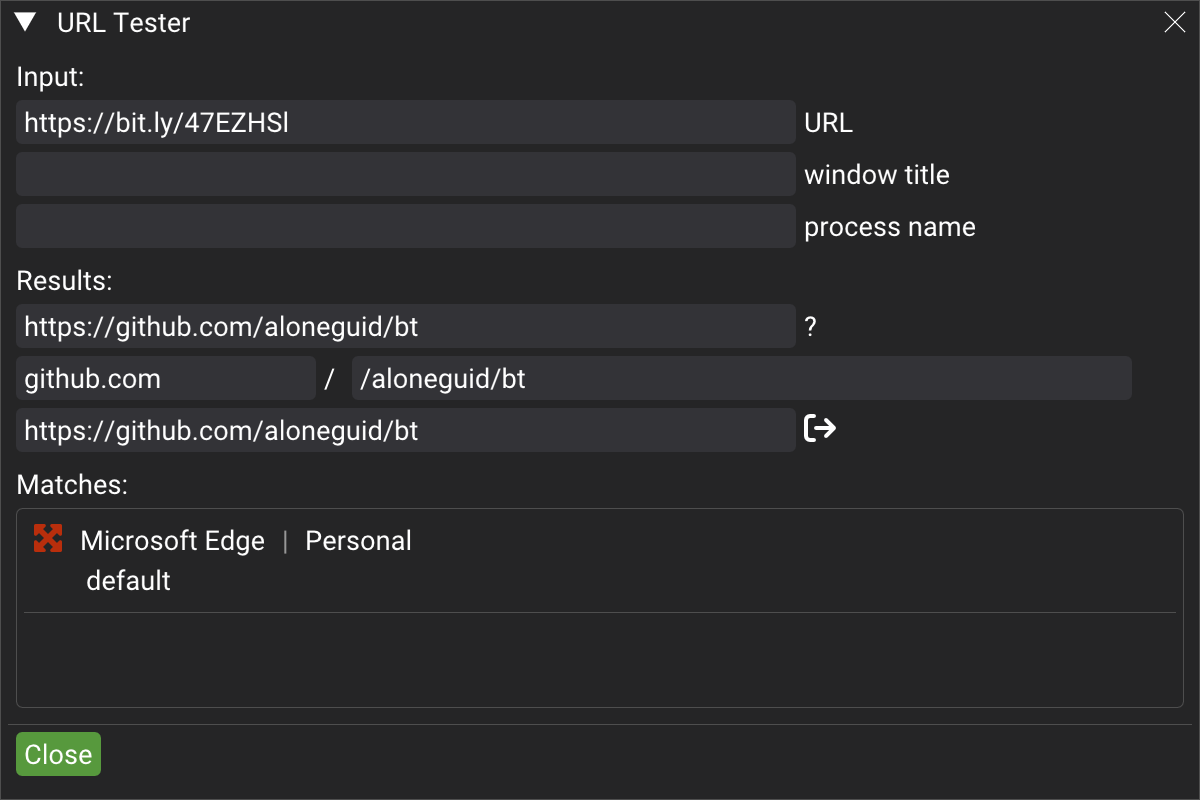 URL Tester
Input:
https://bit.ly/47EZHSl URL
window title
process name
Results:
https://github.com/aloneguid/bt ?
github.com / /aloneguid/bt
https://github.com/aloneguid/bt
Matches:
Microsoft Edge | Personal
default
Close